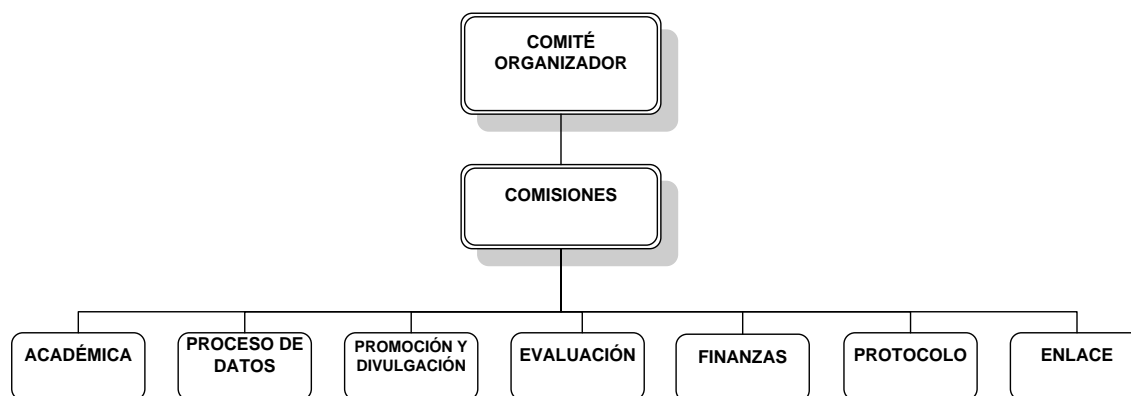 COMITÉ
ORGANIZADOR
COMISIONES
ACADÉMICA
PROCESO DE
DATOS
PROMOCIÓN Y
DIVULGACIÓN
EVALUACIÓN
FINANZAS
PROTOCOLO
ENLACE